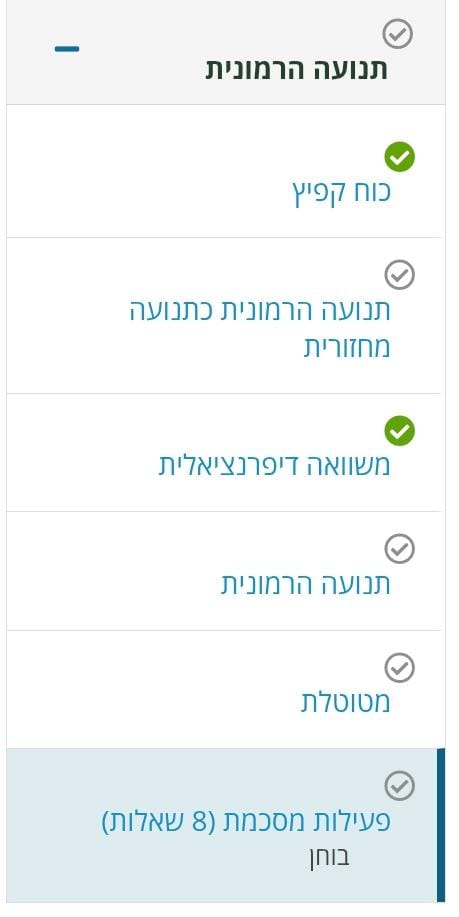 תנועה הרמונית
כוח קפיץ
תנועה הרמונית כתנועה
מחזורית
משוואה דיפרנציאלית
תנועה הרמונית
מטוטלת
פעילות מסכמת (8 שאלות)
בוחן